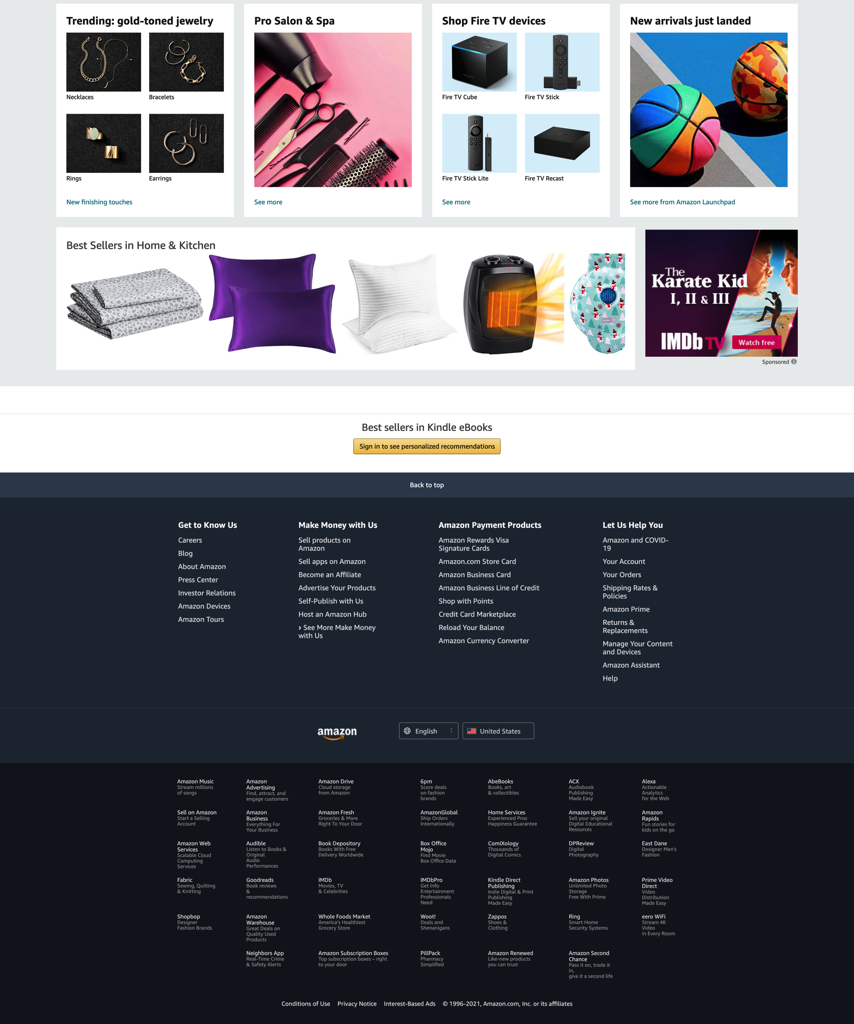 Trending: gold-toned jewelry
Necklaces
Bracelets
Rings
Earrings
New finishing touches
Pro Salon & Spa
See more
Shop Fire TV devices
Fire TV Cube
Fire TV Stick
Fire TV Stick Lite
Fire TV Recast
See more
New arrivals just landed
See more from Amazon Launchpad
Best Sellers in Home & Kitchen
The
Karate Kid
I, II & III
IMDb TV
Watch free
Sponsored
Best sellers in Kindle eBooks
Sign in to see personalized recommendations
Back to top
Get to Know Us
Careers
Blog
About Amazon
Press Center
Investor Relations
Amazon Devices
Amazon Tours
Make Money with Us
Sell products on
Amazon
Sell apps on Amazon
Become an Affiliate
Advertise Your Products
Self-Publish with Us
Host an Amazon Hub
› See More Make Money
with Us
Amazon Payment Products
Amazon Rewards Visa
Signature Cards
Amazon.com Store Card
Amazon Business Card
Amazon Business Line of Credit
Shop with Points
Credit Card Marketplace
Reload Your Balance
Amazon Currency Converter
Let Us Help You
Amazon and COVID-
19
Your Account
Your Orders
Shipping Rates &
Policies
Amazon Prime
Returns &
Replacements
Manage Your Content
and Devices
Amazon Assistant
Help
amazon
English
United States
Amazon Music
Stream millions
of songs
Amazon
Advertising
Find, attract, and
engage customers
Amazon Drive
Cloud storage
from Amazon
6pm
Score deals
on fashion
brands
AbeBooks
Books, art
& collectibles
ACX
Audiobook
Publishing
Made Easy
Alexa
Actionable
Analytics
for the Web
Sell on Amazon
Start a Selling
Account
Amazon
Business
Everything For
Your Business
Amazon Fresh
Groceries & More
Right To Your Door
AmazonGlobal
Ship Orders
Internationally
Home Services
Experienced Pros
Happiness Guarantee
Amazon Ignite
Sell your original
Digital Educational
Resources
Amazon
Rapids
Fun stories for
kids on the go
Amazon Web
Services
Scalable Cloud
Computing
Services
Audible
Listen to Books &
Original
Audio
Performances
Book Depository
Books With Free
Delivery Worldwide
Box Office
Mojo
Find Movie
Box Office Data
ComiXology
Thousands of
Digital Comics
DPReview
Digital
Photography
East Dane
Designer Men's
Fashion
Fabric
Sewing, Quilting
& Knitting
Goodreads
Book reviews
&
recommendations
IMDb
Movies, TV
& Celebrities
IMDbPro
Get Info
Entertainment
Professionals
Need
Kindle Direct
Publishing
Indie Digital & Print
Publishing
Made Easy
Amazon Photos
Unlimited Photo
Storage
Free With Prime
Prime Video
Direct
Video
Distribution
Made Easy
Shopbop
Designer
Fashion Brands
Amazon
Warehouse
Great Deals on
Quality Used
Products
Whole Foods Market
America's Healthiest
Grocery Store
Woot!
Deals and
Shenanigans
Zappos
Shoes &
Clothing
Ring
Smart Home
Security Systems
eero WiFi
Stream 4K
Video
in Every Room
Neighbors App
Real-Time Crime
& Safety Alerts
Amazon Subscription Boxes
Top subscription boxes – right
to your door
PillPack
Pharmacy
Simplified
Amazon Renewed
Like-new products
you can trust
Amazon Second
Chance
Pass it on, trade it
in,
give it a second life
Conditions of Use Privacy Notice Interest-Based Ads © 1996-2021, Amazon.com, Inc. or its affiliates